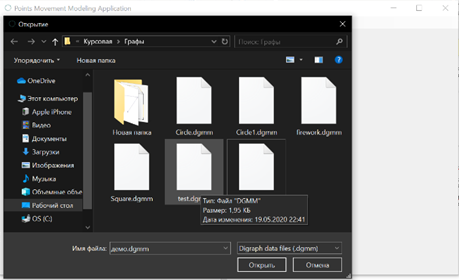 Points Movement Modeling Application
Открытие
« Курсовая › Графы
Поиск: Графы
Упорядочить
Новая папка
OneDrive
Этот компьютер
Apple iPhone
Видео
Документы
Загрузки
Изображения
Музыка
Объемные объе
Рабочий стол
OS (C:)
Новая папка
Circle.dgmm
Circle1.dgmm
firework.dgmm
Square.dgmm
test.dgm
Тип: Файл "DGMM"
Размер: 1,95 КБ
Дата изменения: 19.05.2020 22:41
Имя файла:
демо.dgmm
Digraph data files (.dgmm)
Открыть
Отмена